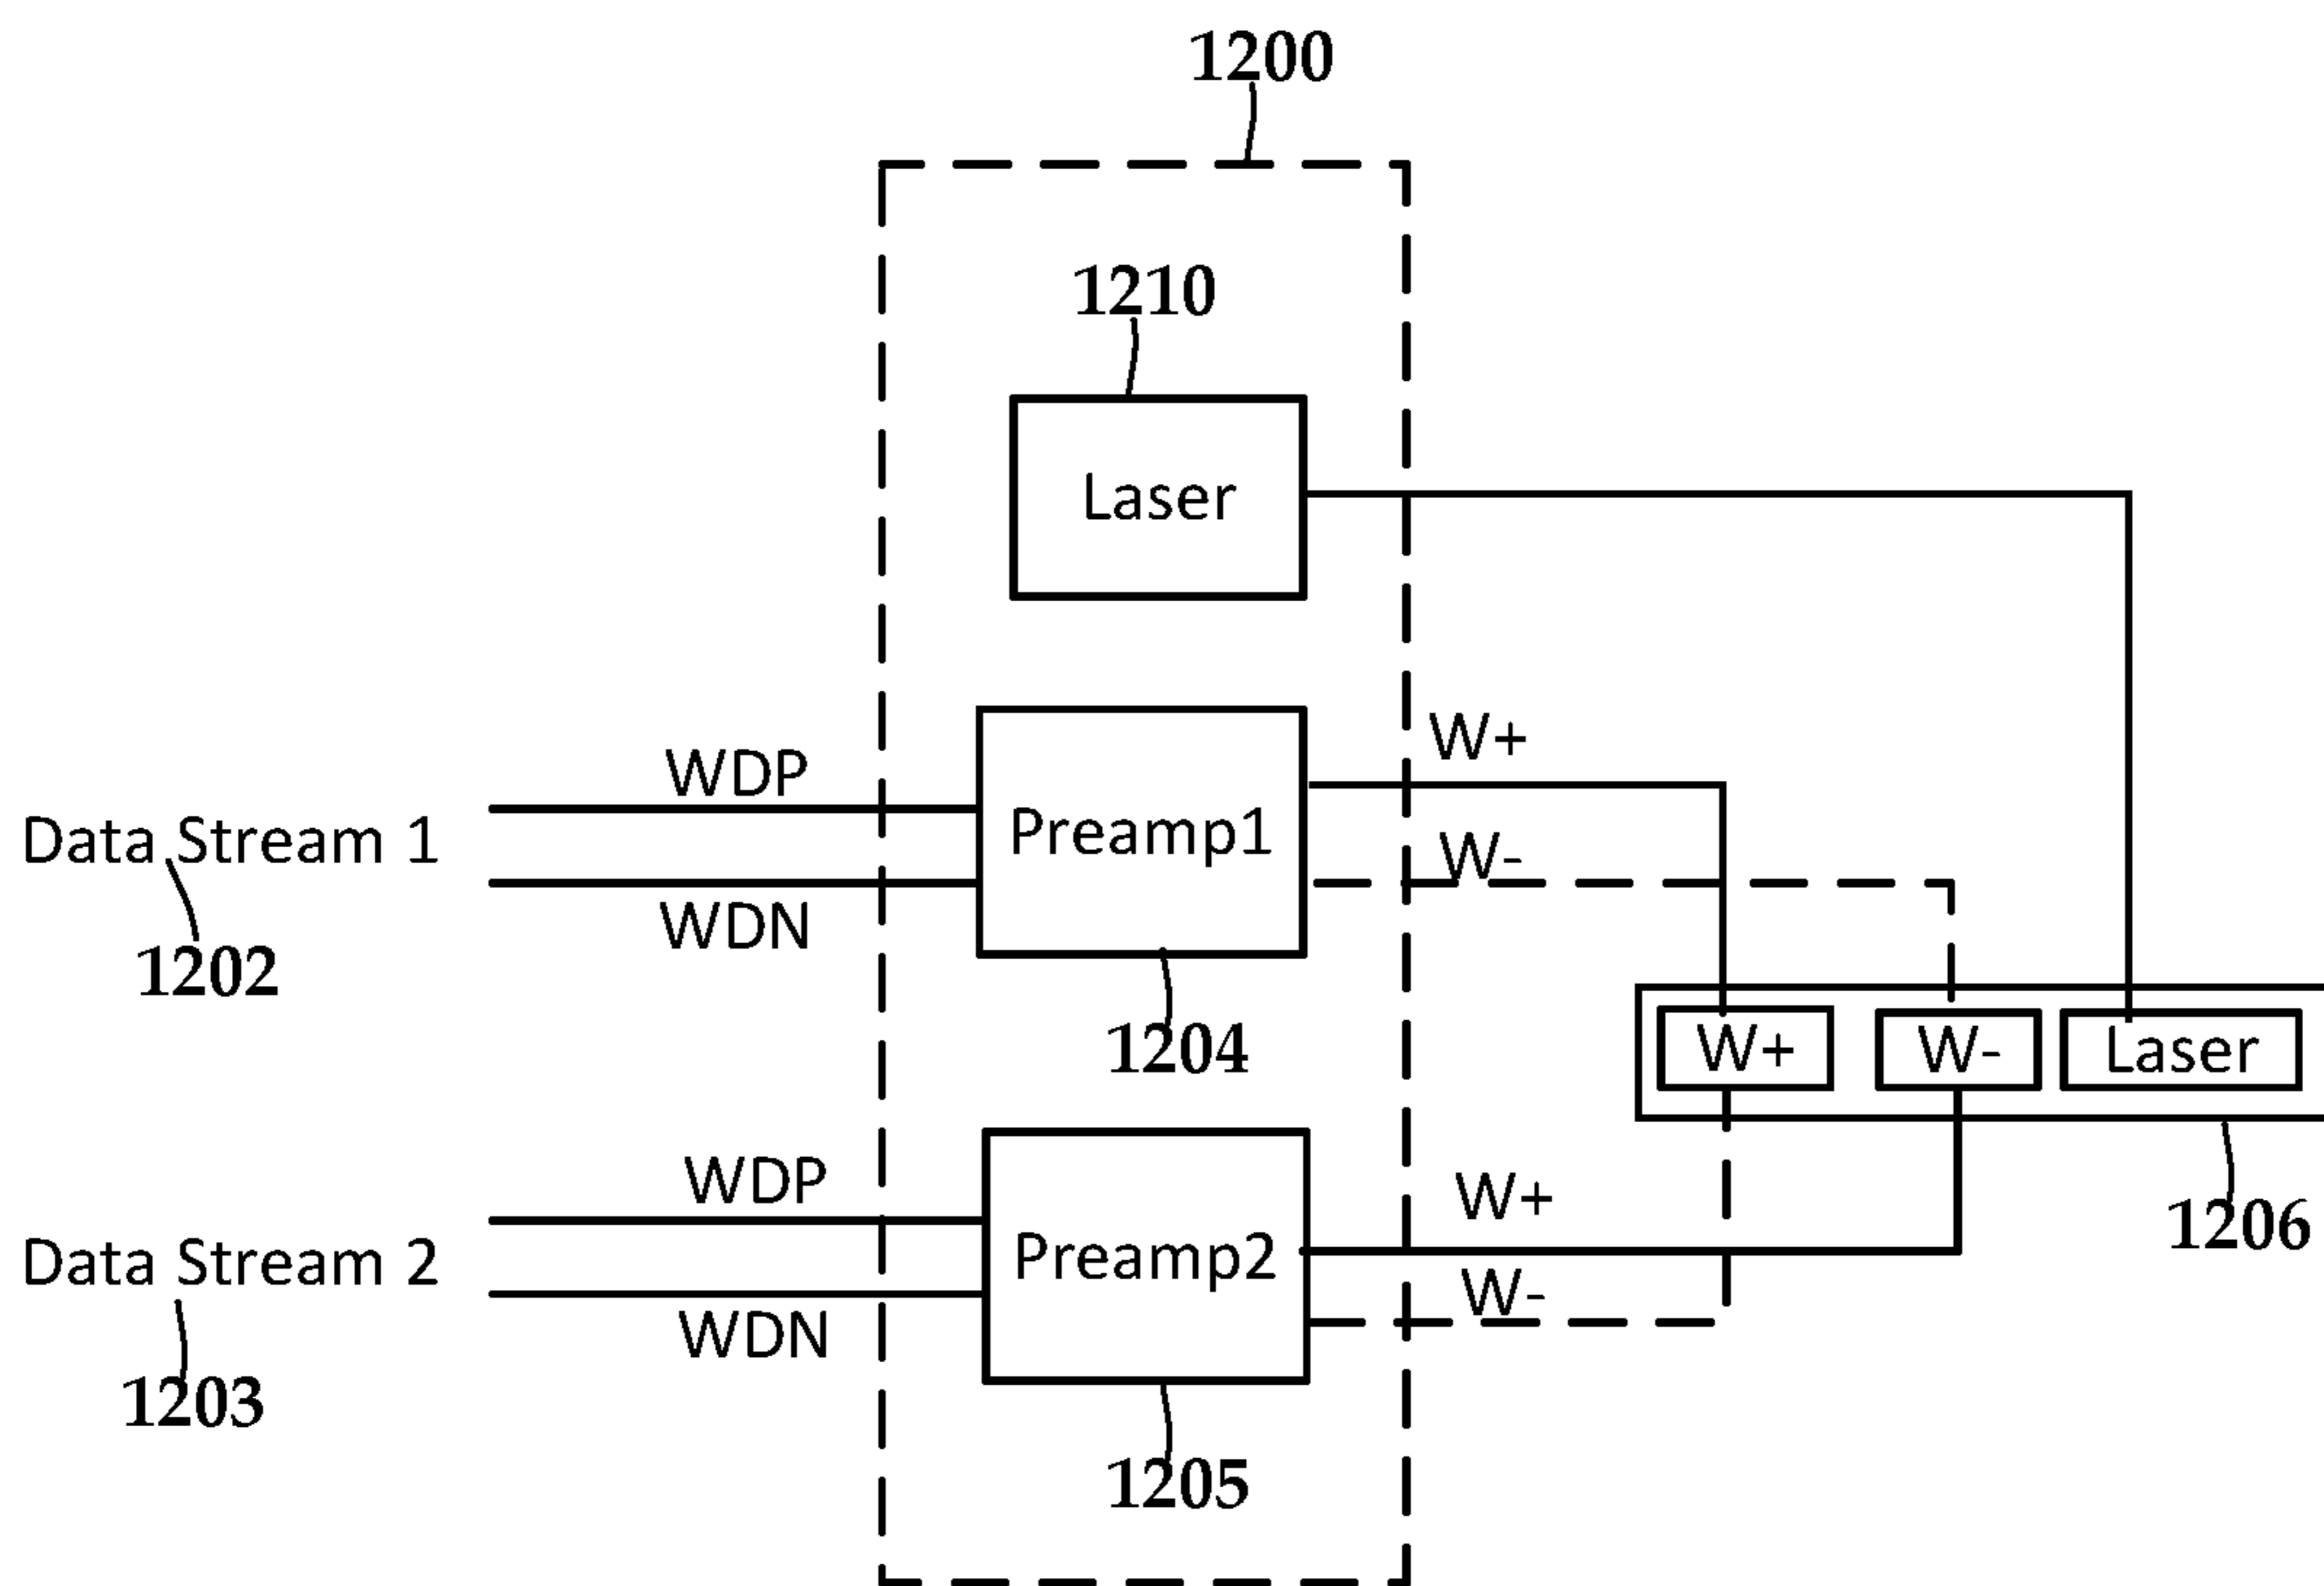 1200
1210
Laser
WDP
W+
Data Stream 1
Preamp1
W-
WDN
1202
1204
W+
W-
Laser
WDP
W+
1206
Data Stream 2
Preamp2
W-
WDN
1203
1205